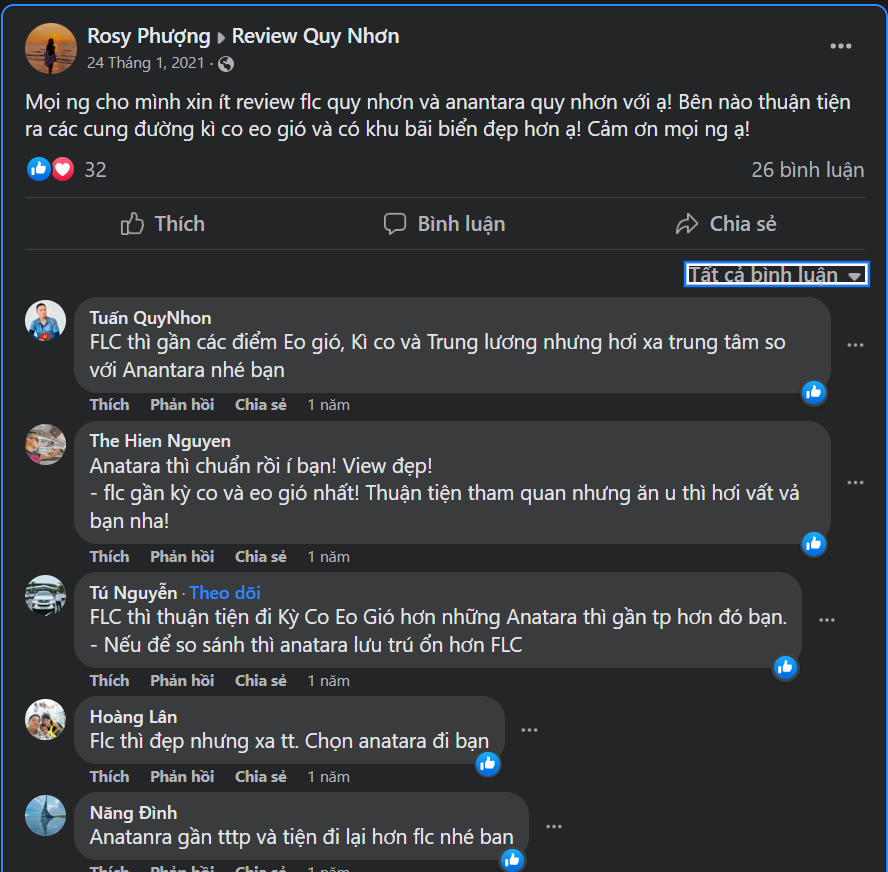 Rosy Phượng ▸ Review Quy Nhơn
24 Tháng 1, 2021 ·
Mọi ng cho mình xin ít review flc quy nhơn và anantara quy nhơn với ạ! Bên nào thuận tiện
ra các cung đường kì co eo gió và có khu bãi biển đẹp hơn ạ! Cảm ơn mọi ng ạ!
32
26 bình luận
Thích
Bình luận
Chia sẻ
Tất cả bình luận
Tuấn QuyNhon
FLC thì gần các điểm Eo gió, Kì co và Trung lương nhưng hơi xa trung tâm so
với Anantara nhé bạn
Thích Phản hồi Chia sẻ 1 năm
The Hien Nguyen
Anatara thì chuẩn rồi í bạn! View đẹp!
- flc gần kỳ co và eo gió nhất! Thuận tiện tham quan nhưng ăn u thì hơi vất vả
bạn nha!
Thích Phản hồi Chia sẻ 1 năm
Tú Nguyễn · Theo dõi
FLC thì thuận tiện đi Kỳ Co Eo Gió hơn những Anatara thì gần tp hơn đó bạn.
- Nếu để so sánh thì anatara lưu trú ổn hơn FLC
Thích Phản hồi Chia sẻ 1 năm
Hoàng Lân
Flc thì đẹp nhưng xa tt. Chọn anatara đi bạn
Thích Phản hồi Chia sẻ 1 năm
Năng Đình
Anatanra gần tttp và tiện đi lại hơn flc nhé ban
Thích Phản hồi Chia sẻ 1 năm